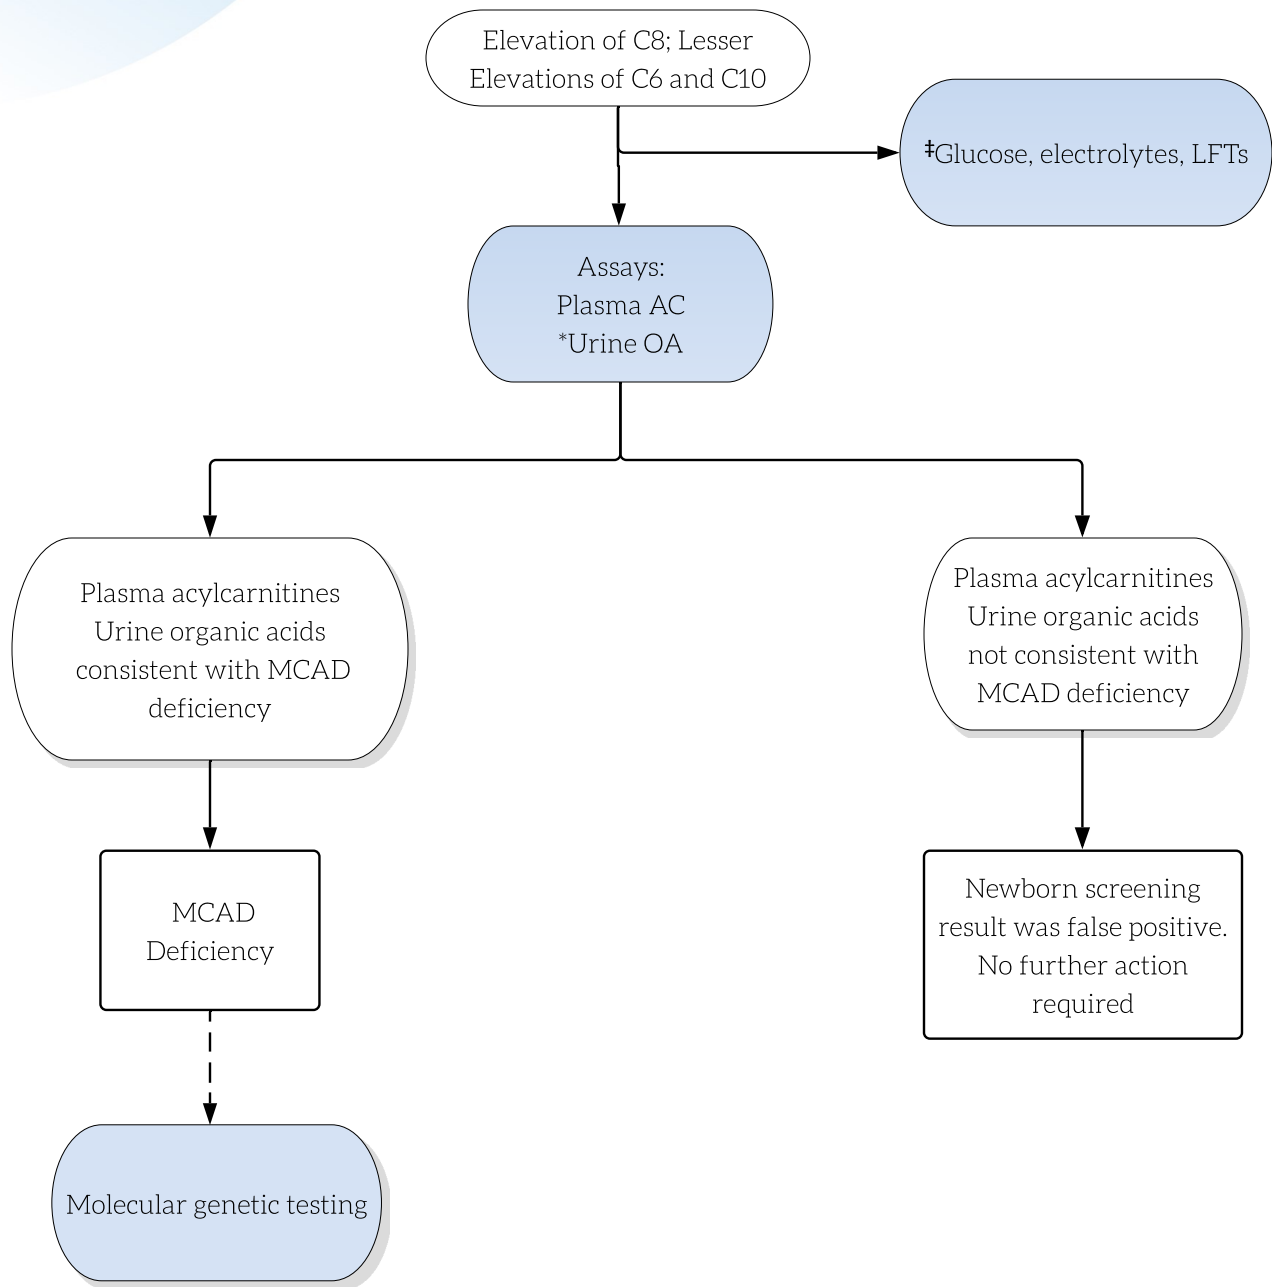 Elevation of C8; Lesser
Elevations of C6 and C10
‡Glucose, electrolytes, LFTs
Assays:
Plasma AC
*Urine OA
Plasma acylcarnitines
Urine organic acids
consistent with MCAD
deficiency
Plasma acylcarnitines
Urine organic acids
not consistent with
MCAD deficiency
MCAD
Deficiency
Newborn screening
result was false positive.
No further action
required
Molecular genetic testing